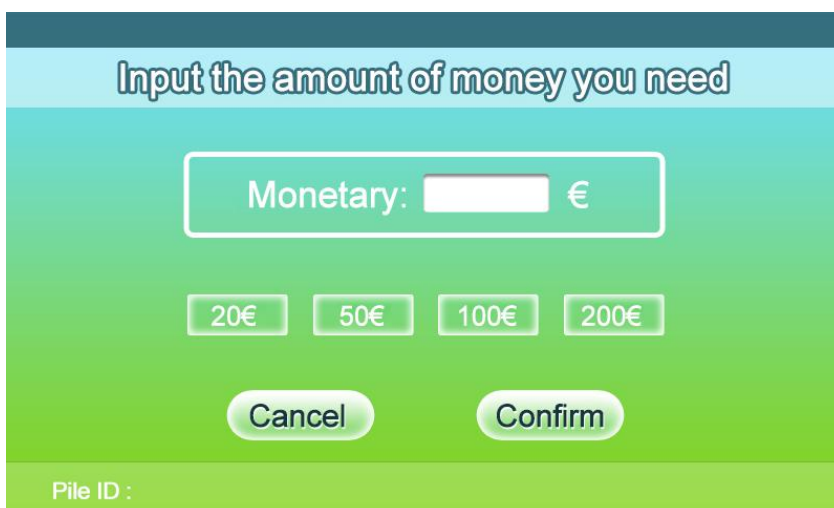 Input the amount of money you need
Monetary: €
20€ 50€ 100€ 200€
Cancel Confirm
Pile ID :